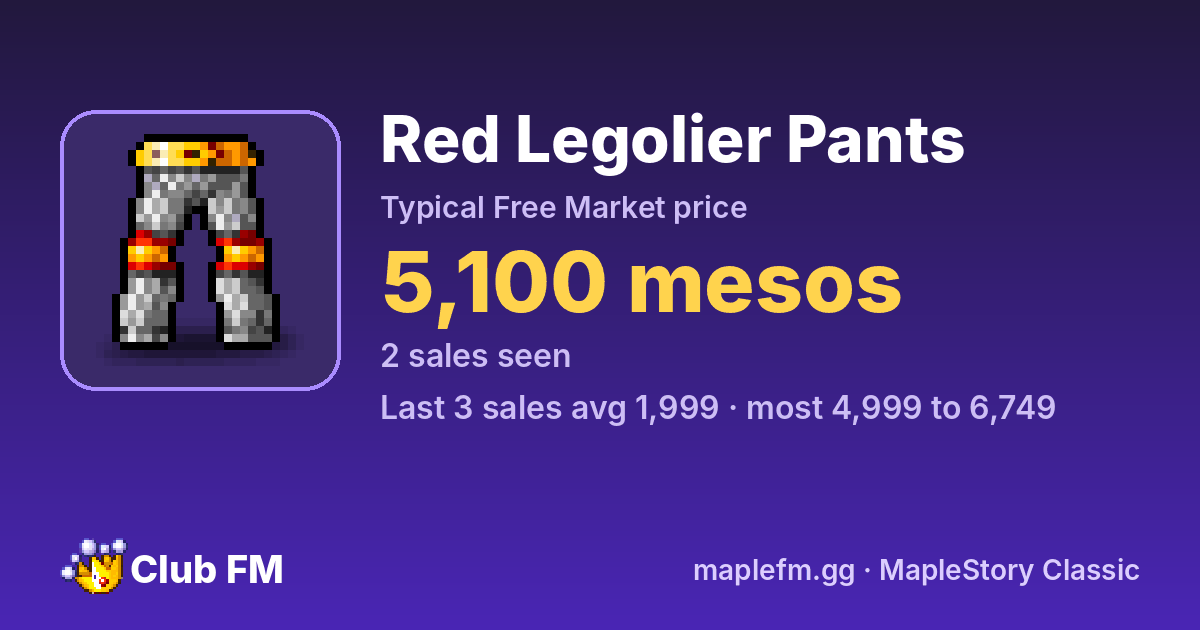 Red Legolier Pants
Typical Free Market price
5,100 mesos
2 sales seen
Last 3 sales avg 1,999 · most 4,999 to 6,749
Club FM
maplefm.gg · MapleStory Classic